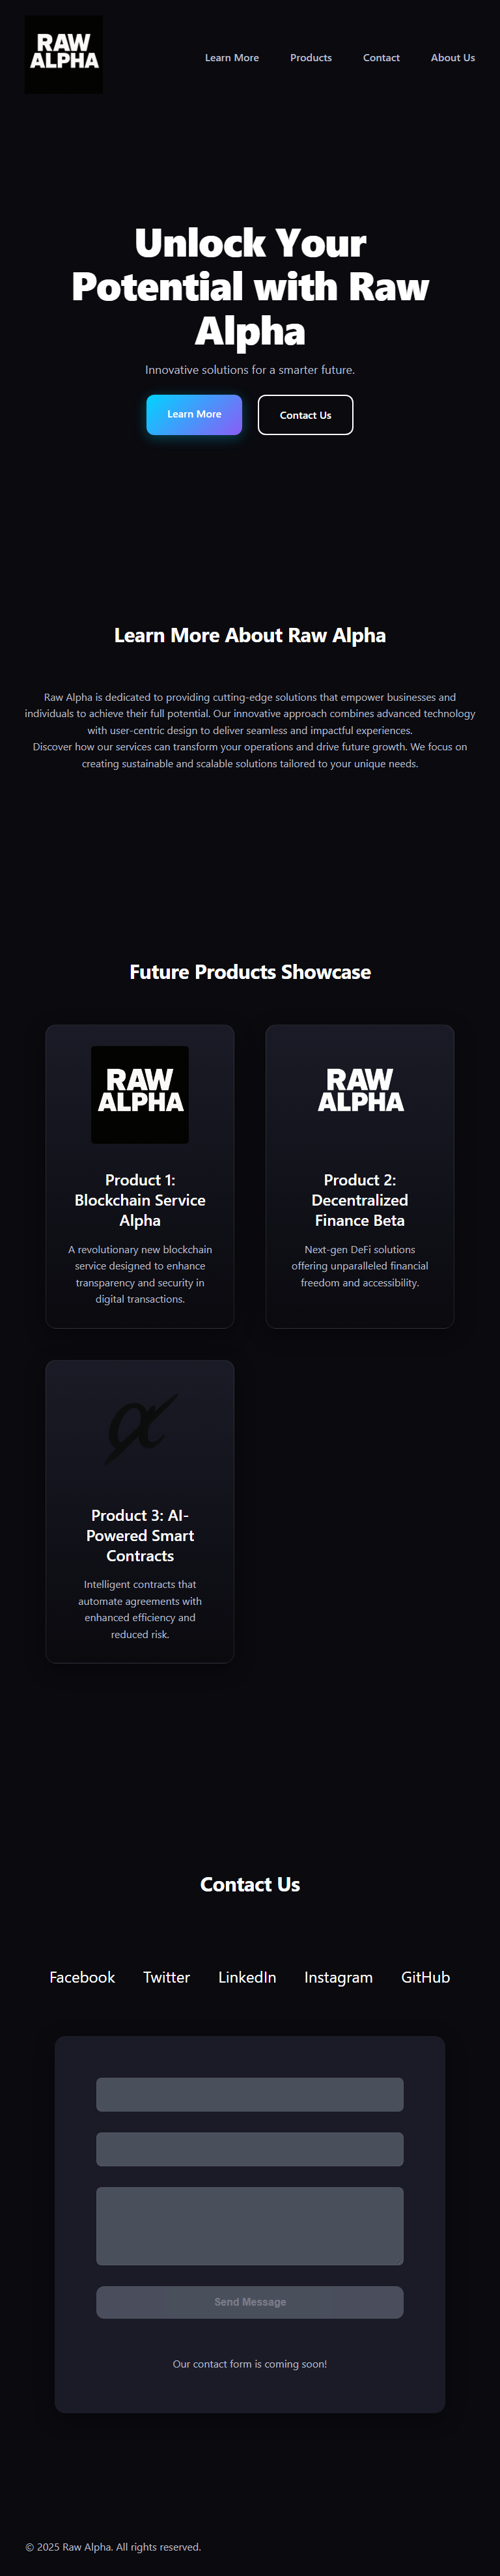 RAW
ALPHA
Learn More
Products
Contact
About Us
Unlock Your
Potential with Raw
Alpha
Innovative solutions for a smarter future.
Learn More
Contact Us
Learn More About Raw Alpha
Raw Alpha is dedicated to providing cutting-edge solutions that empower businesses and
individuals to achieve their full potential. Our innovative approach combines advanced technology
with user-centric design to deliver seamless and impactful experiences.
Discover how our services can transform your operations and drive future growth. We focus on
creating sustainable and scalable solutions tailored to your unique needs.
Future Products Showcase
RAW
ALPHA
Product 1:
Blockchain Service
Alpha
A revolutionary new blockchain
service designed to enhance
transparency and security in
digital transactions.
RAW
ALPHA
Product 2:
Decentralized
Finance Beta
Next-gen DeFi solutions
offering unparalleled financial
freedom and accessibility.
Product 3: AI-
Powered Smart
Contracts
Intelligent contracts that
automate agreements with
enhanced efficiency and
reduced risk.
Contact Us
Facebook
Twitter
LinkedIn
Instagram
GitHub
Send Message
Our contact form is coming soon!
© 2025 Raw Alpha. All rights reserved.